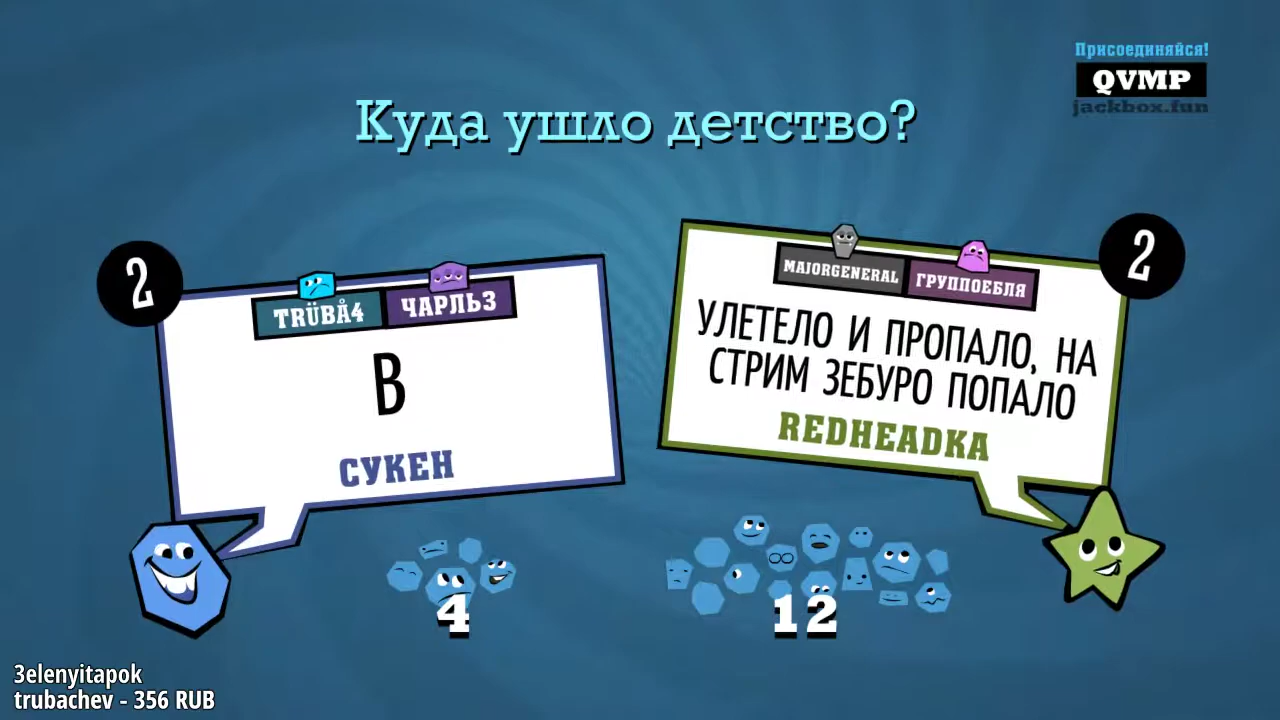 Присоединяйся!
QVMP
jackbox.fun
Куда ушло детство?
2
TRÜBÅ4
ЧАРЛЬЗ
В
СУКЕН
2
MAJORGENERAL
ГРУППОЕБЛЯ
УЛЕТЕЛО И ПРОПАЛО, НА
СТРИМ ЗЕБУРО ПОПАЛО
REDHEADKA
4
12
3elenyitapok
trubachev - 356 RUB